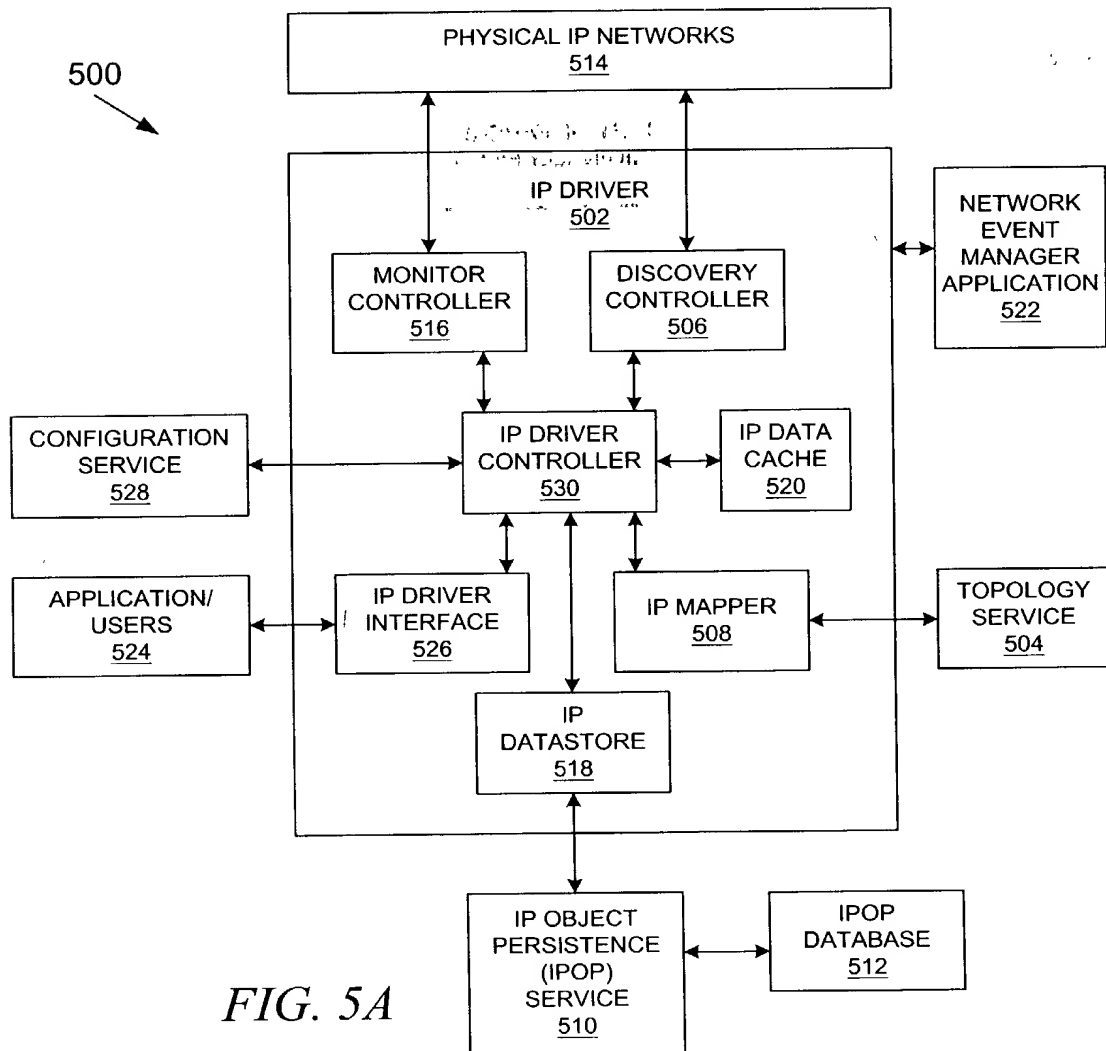 PHYSICAL IP NETWORKS
514
500
IP DRIVER
502
NETWORK
EVENT
MANAGER
APPLICATION
522
MONITOR
CONTROLLER
516
DISCOVERY
CONTROLLER
506
CONFIGURATION
SERVICE
528
IP DRIVER
CONTROLLER
530
IP DATA
CACHE
520
APPLICATION/
USERS
524
IP DRIVER
INTERFACE
526
IP MAPPER
508
TOPOLOGY
SERVICE
504
IP
DATASTORE
518
IP OBJECT
PERSISTENCE
(IPOP)
SERVICE
510
IPOP
DATABASE
512
FIG. 5A